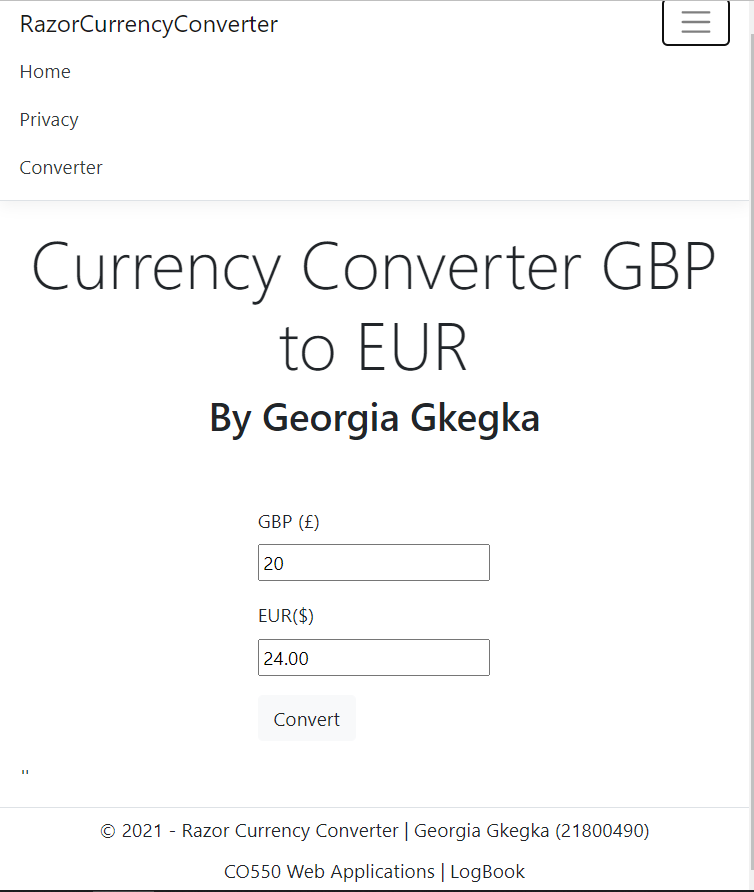 RazorCurrencyConverter
Home
Privacy
Converter
Currency Converter GBP
to EUR
By Georgia Gkegka
GBP (£)
20
EUR($)
24.00
Convert
"
© 2021 - Razor Currency Converter | Georgia Gkegka (21800490)
CO550 Web Applications | LogBook